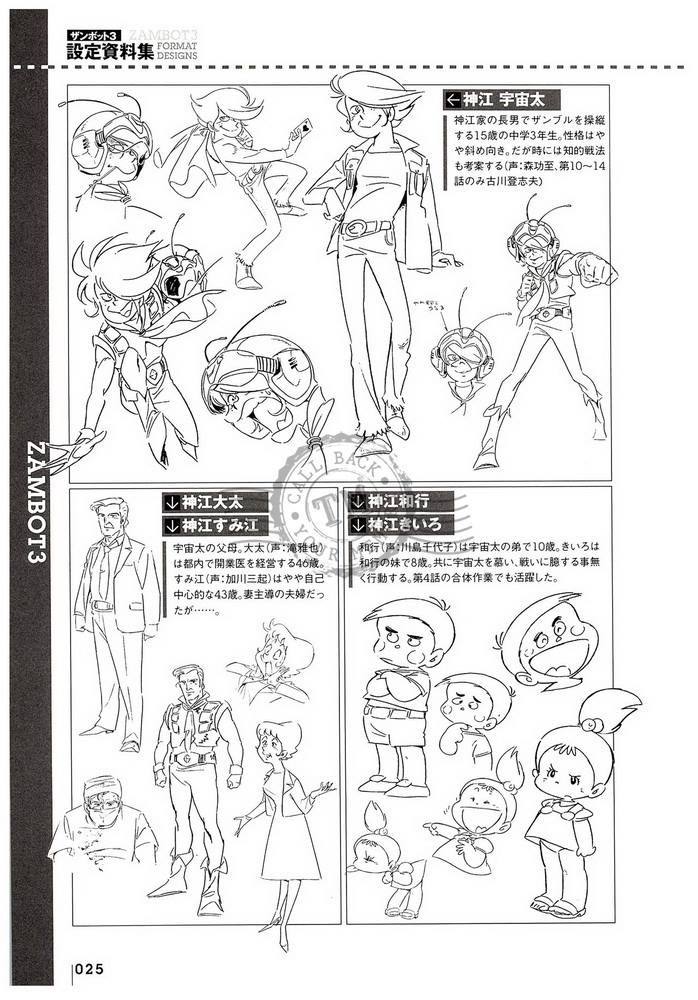 ザンボット3
ZAMBOT3
設定資料集
FORMAT
DESIGNS
←神江 宇宙太
神江家の長男でザンブルを操縦
する15歳の中学3年生。性格はや
や斜め向き。だが時には知的戦法
も考案する(声:森功至、第10〜14
話のみ古川登志夫)
ZAMBOT3
CALL BACK
YOUR MEMORY
↓神江大太
↓神江すみ江
宇宙太の父母。大太(声:滝雅也)
は都内で開業医を経営する46歳。
すみ江(声:加川三起)はやや自己
中心的な43歳。妻主導の夫婦だっ
たが……。
↓神江和行
↓神江きいろ
和行(声:川島千代子)は宇宙太の弟で10歳。きいろは
和行の妹で8歳。共に宇宙太を慕い、戦いに臆する事無
く行動する。第4話の合体作業でも活躍した。
025